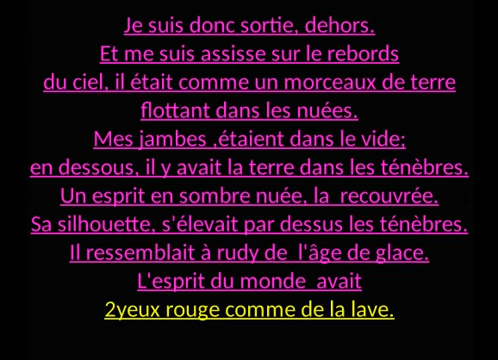 Je suis donc sortie, dehors.
Et me suis assisse sur le rebords
du ciel, il était comme un morceaux de terre
flottant dans les nuées.
Mes jambes ,étaient dans le vide;
en dessous, il y avait la terre dans les ténèbres.
Un esprit en sombre nuée, la  recouvrée.
Sa silhouette, s'élevait par dessus les ténèbres.
Il ressemblait à rudy de  l'âge de glace.
L'esprit du monde  avait
2yeux rouge comme de la lave.